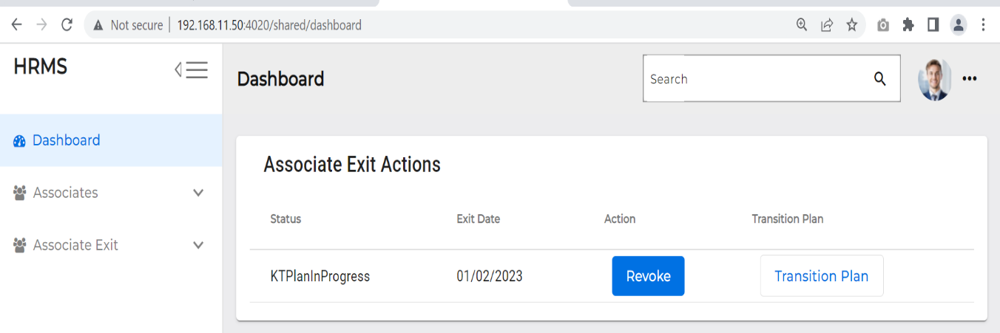 Not secure | 192.168.11.50:4020/shared/dashboard
HRMS
Dashboard
Search
Dashboard
Associates
Associate Exit
Associate Exit Actions
Status Exit Date Action Transition Plan
KTPlanInProgress 01/02/2023 Revoke Transition Plan